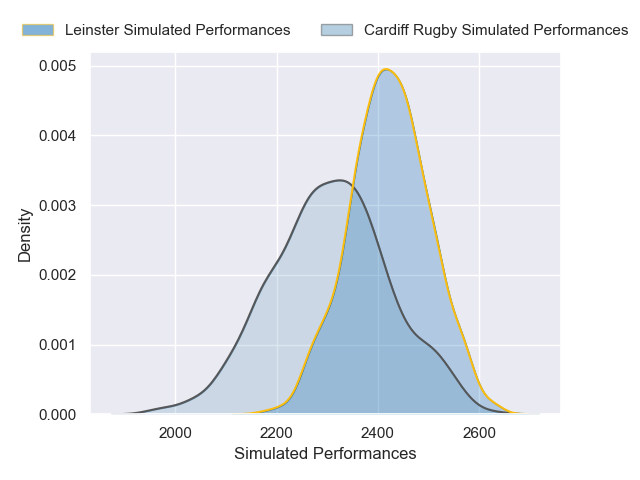 Leinster Simulated Performances Cardiff Rugby Simulated Performances
0.005
0.004
0.003
0.002
0.001
0.000
Density
2000 2200 2400 2600
Simulated Performances